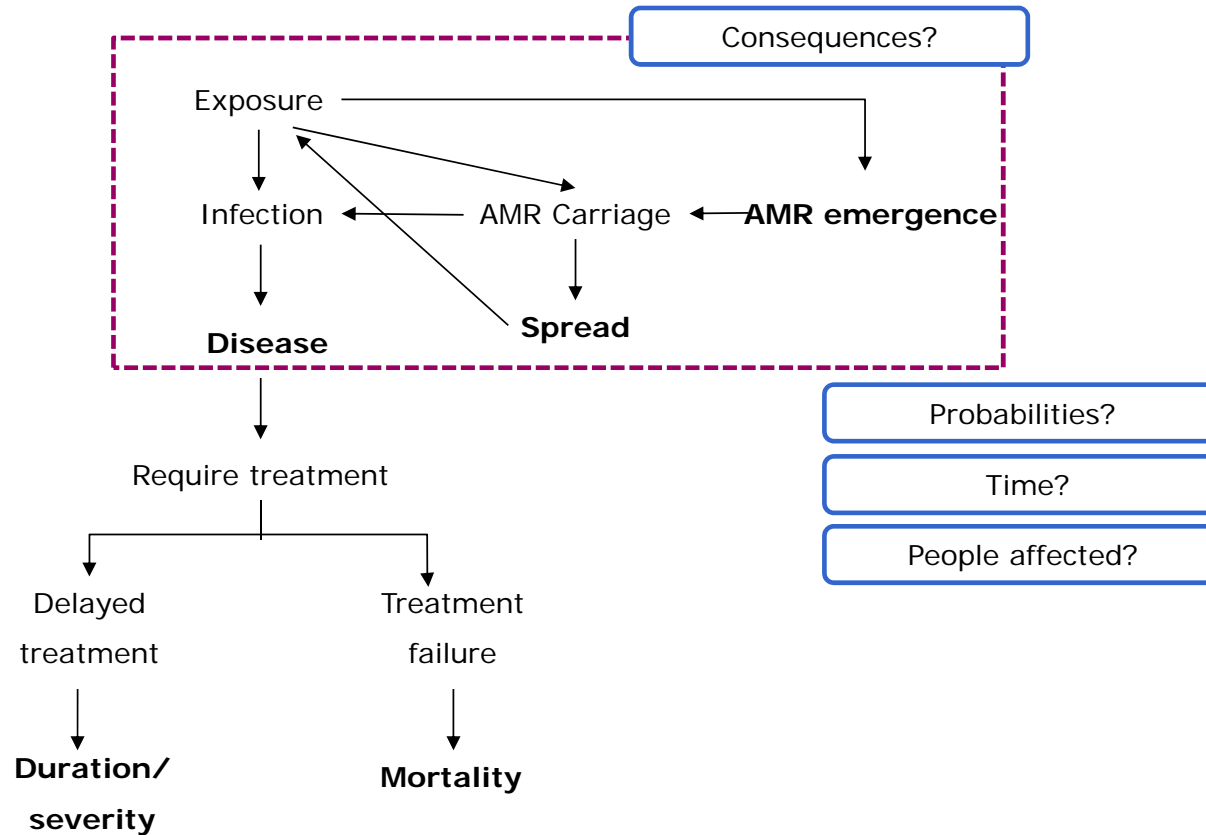 Consequences?
Exposure
Infection
AMR Carriage
AMR emergence
Spread
Disease
Probabilities?
Require treatment
Time?
People affected?
Delayed
treatment
Treatment
failure
Duration/
severity
Mortality